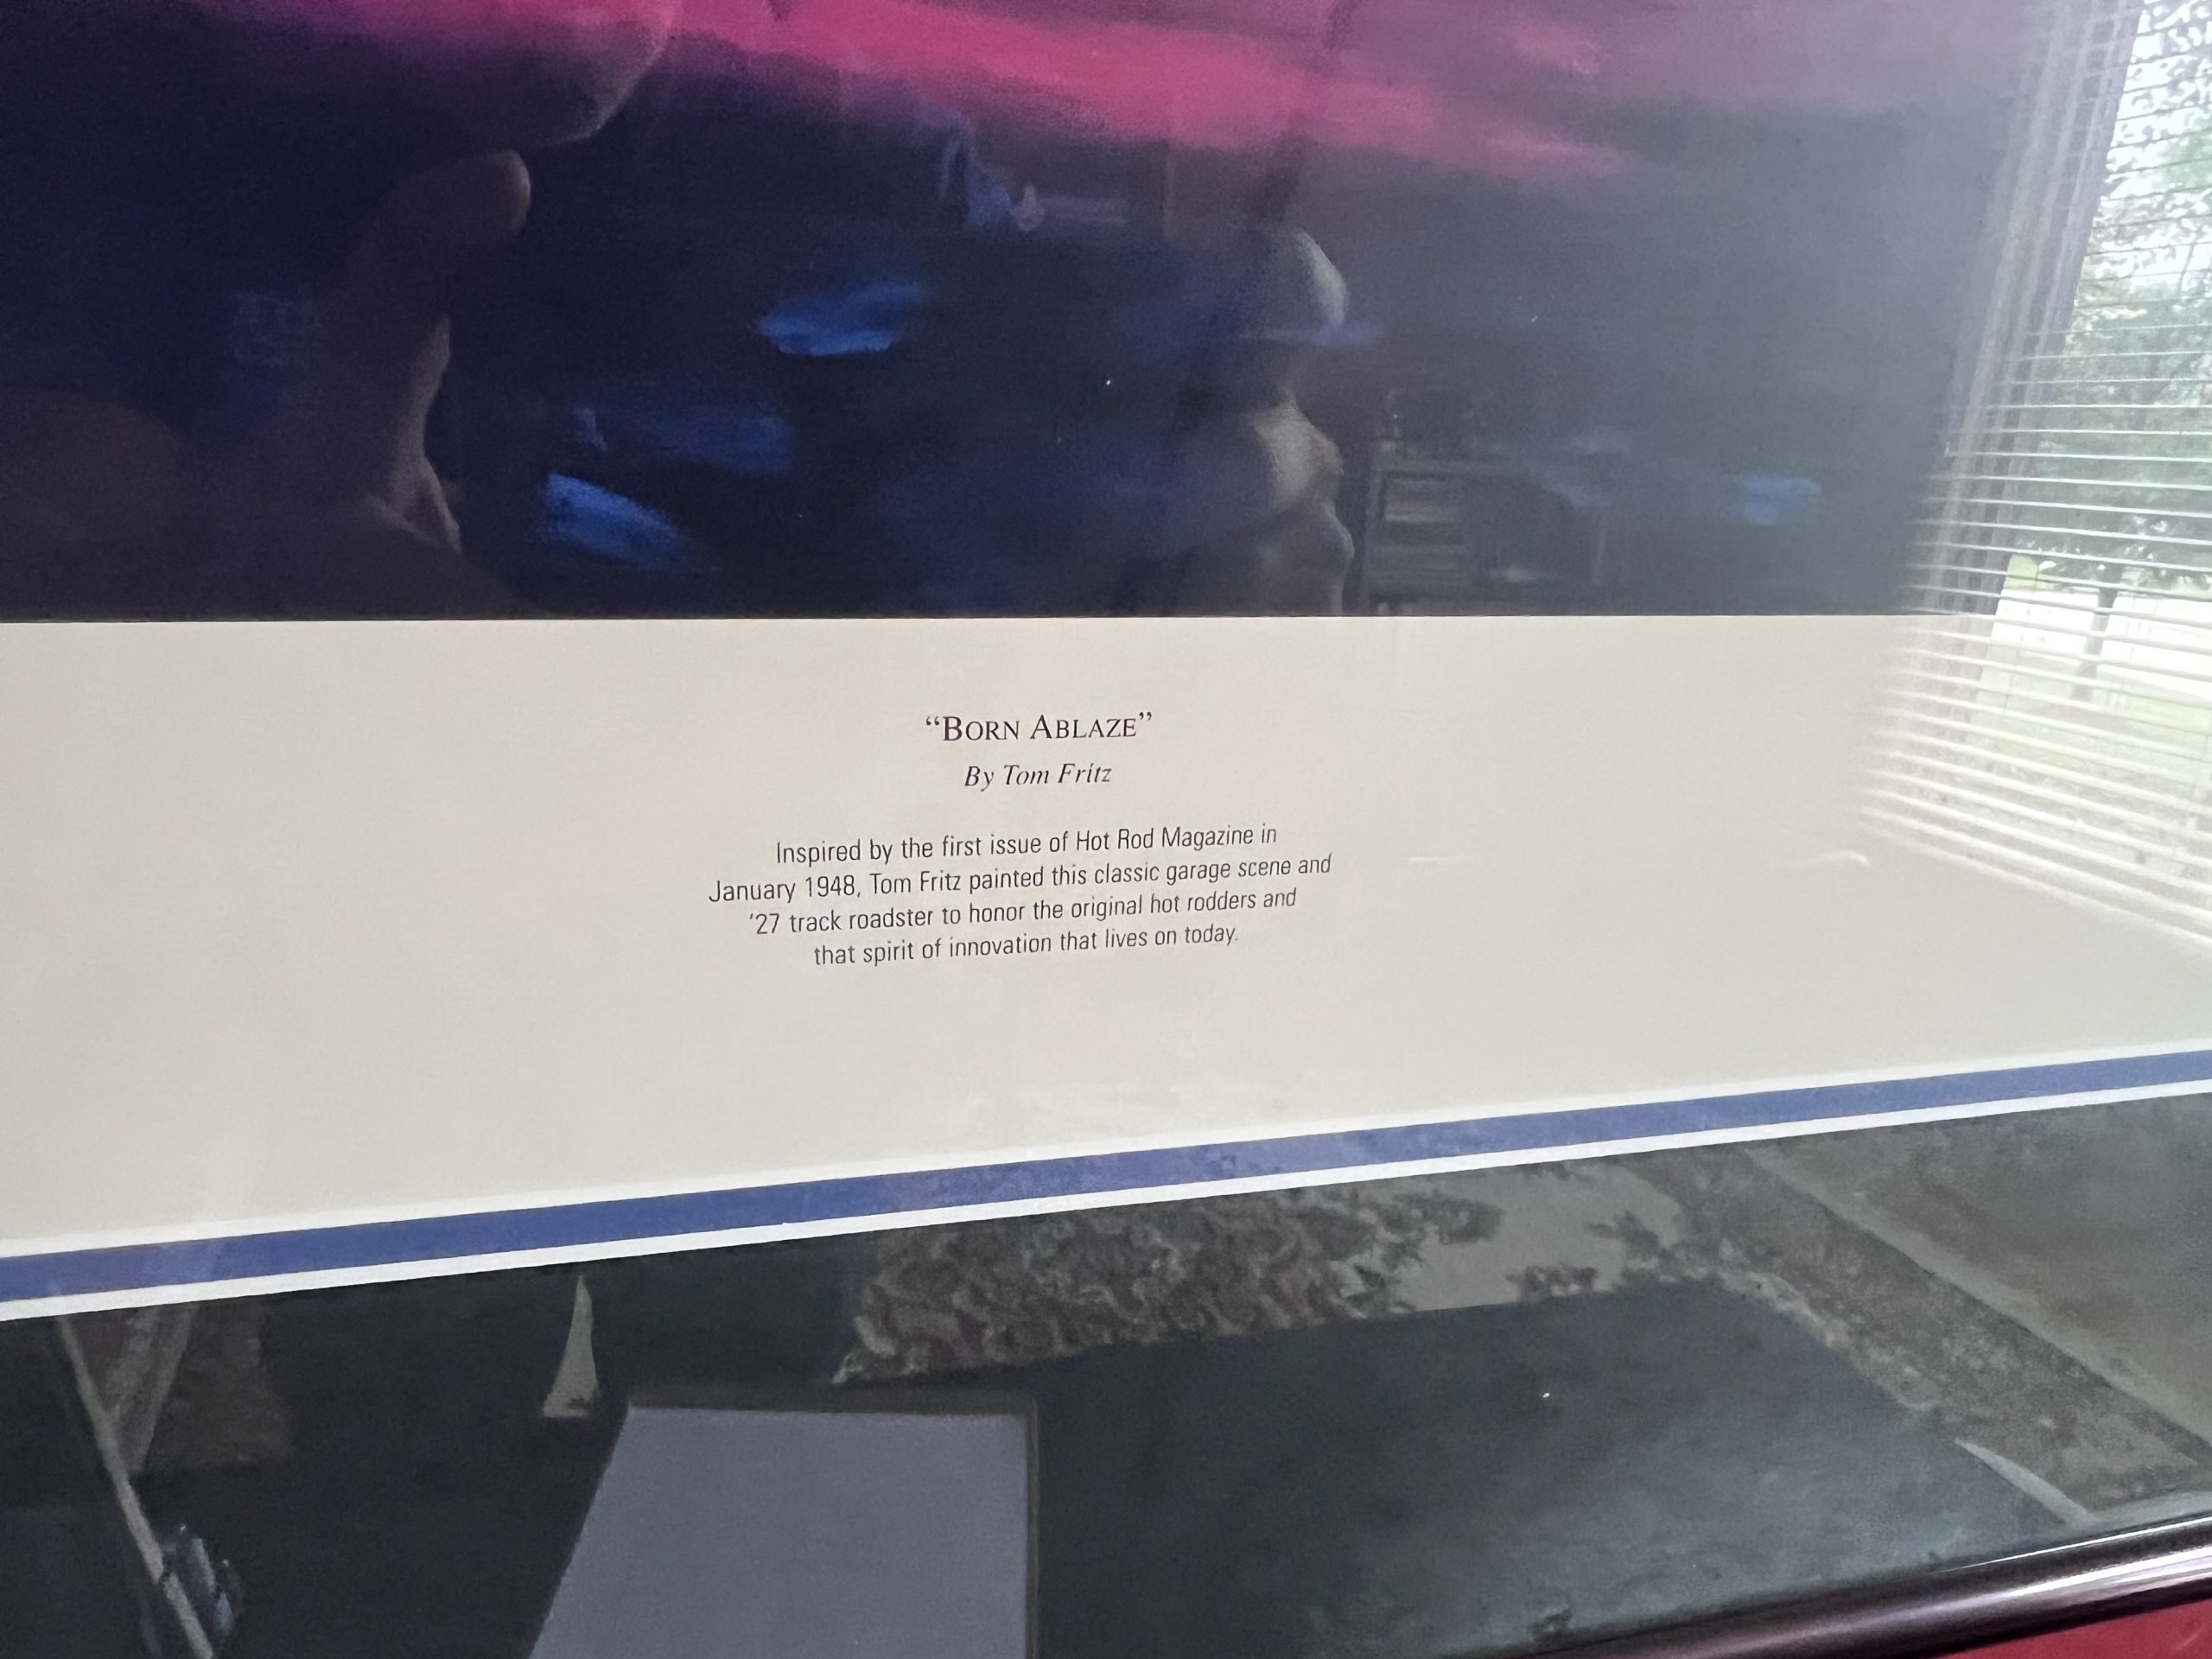 “BORN ABLAZE”
By Tom Fritz
Inspired by the first issue of Hot Rod Magazine in
January 1948, Tom Fritz painted this classic garage scene and
’27 track roadster to honor the original hot rodders and
that spirit of innovation that lives on today.